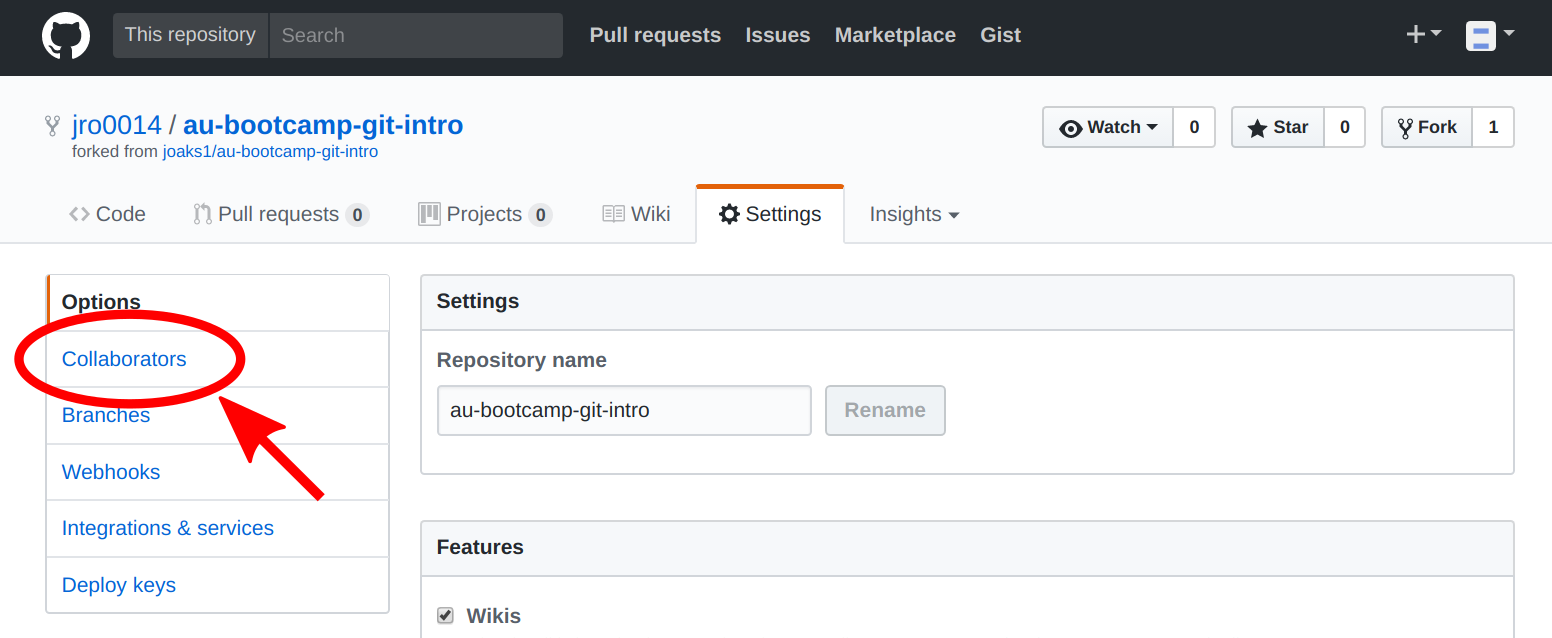 This repository Search Pull requests Issues Marketplace Gist
jro0014 / au-bootcamp-git-intro
forked from joaks1/au-bootcamp-git-intro
Watch 0 Star 0 Fork 1
Code Pull requests 0 Projects 0 Wiki Settings Insights
Options
Collaborators
Branches
Webhooks
Integrations & services
Deploy keys
Settings
Repository name
au-bootcamp-git-intro Rename
Features
Wikis